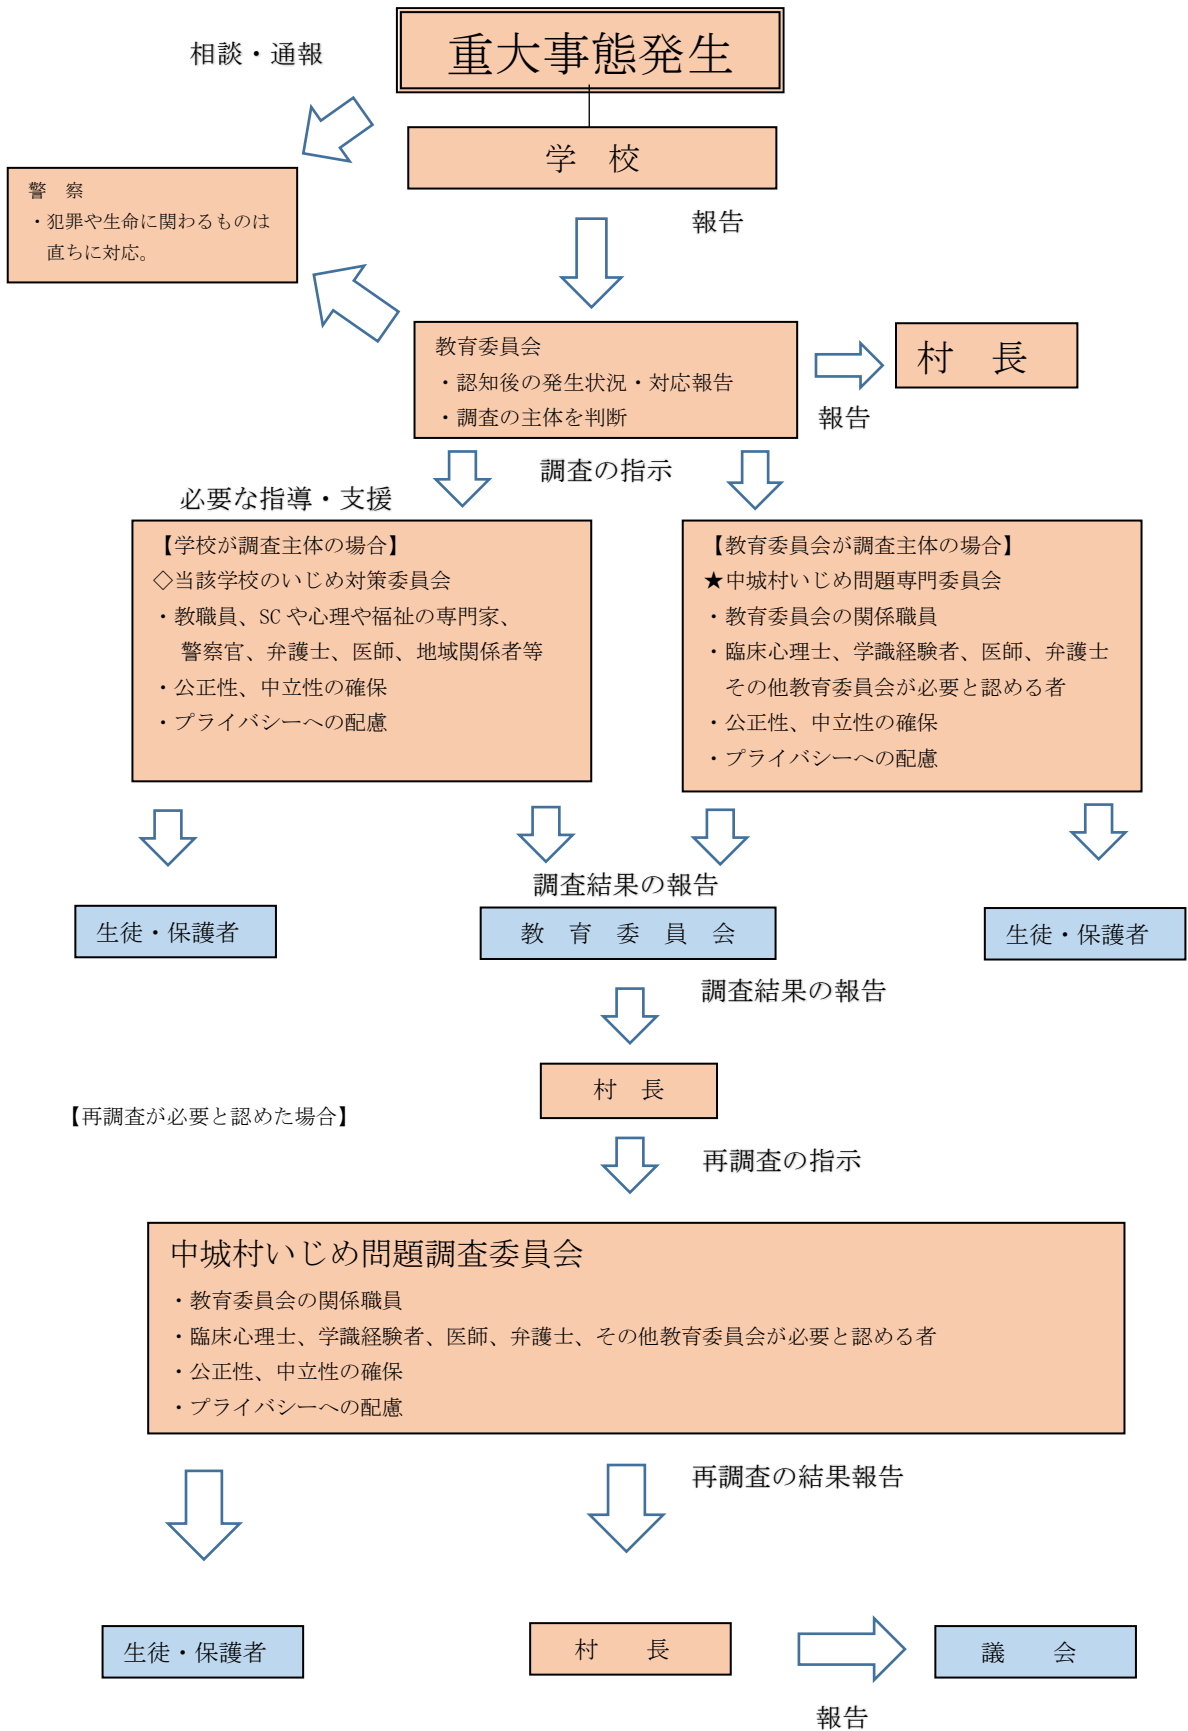 相談・通報
重大事態発生
学　校
警　察
・犯罪や生命に関わるものは
直ちに対応。
報告
教育委員会
・認知後の発生状況・対応報告
・調査の主体を判断
村　長
報告
調査の指示
必要な指導・支援
【学校が調査主体の場合】
◇当該学校のいじめ対策委員会
・教職員、SCや心理や福祉の専門家、
警察官、弁護士、医師、地域関係者等
・公正性、中立性の確保
・プライバシーへの配慮
【教育委員会が調査主体の場合】
★中城村いじめ問題専門委員会
・教育委員会の関係職員
・臨床心理士、学識経験者、医師、弁護士
その他教育委員会が必要と認める者
・公正性、中立性の確保
・プライバシーへの配慮
調査結果の報告
生徒・保護者
教　育　委　員　会
生徒・保護者
調査結果の報告
村　長
【再調査が必要と認めた場合】
再調査の指示
中城村いじめ問題調査委員会
・教育委員会の関係職員
・臨床心理士、学識経験者、医師、弁護士、その他教育委員会が必要と認める者
・公正性、中立性の確保
・プライバシーへの配慮
再調査の結果報告
生徒・保護者
村　　長
議　　会
報告